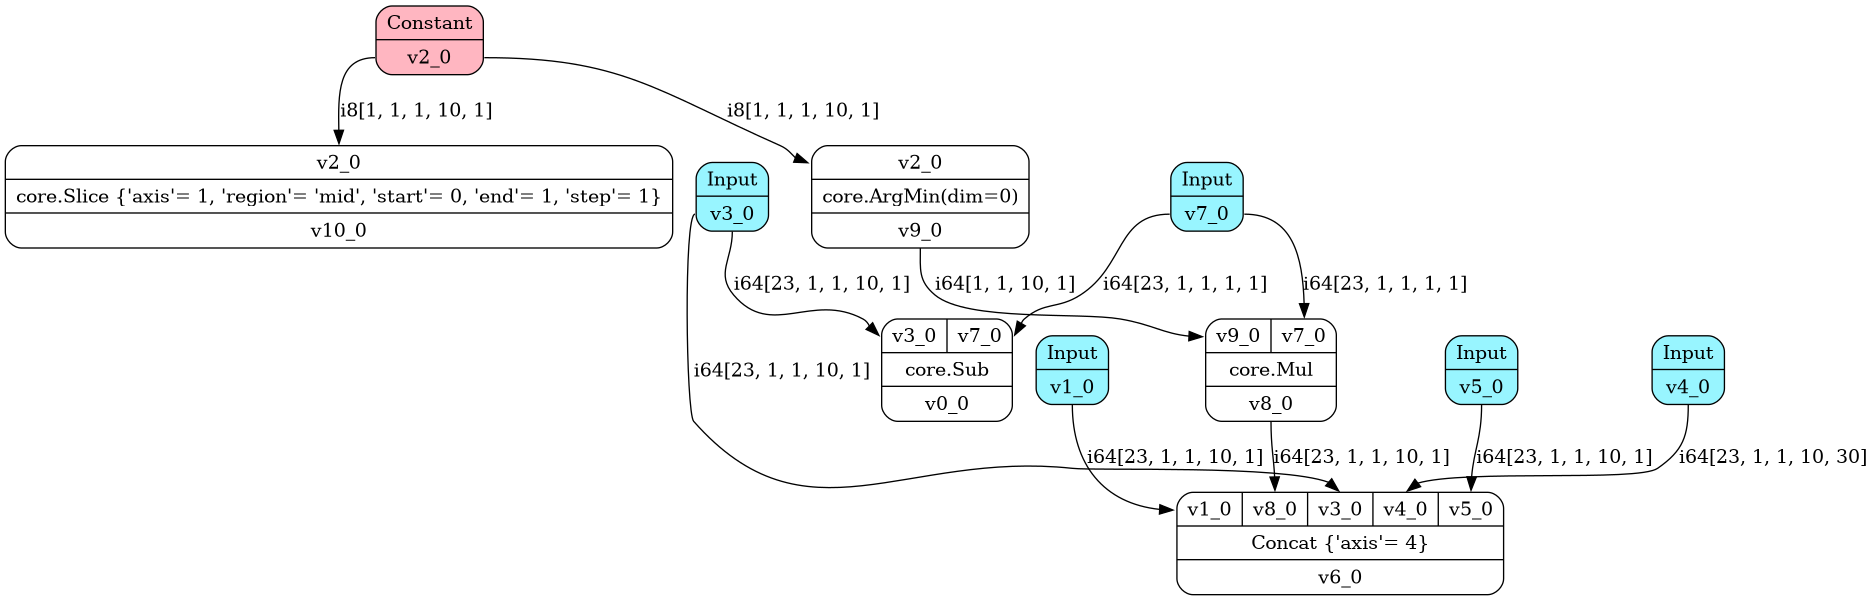 Constant
v2_0
i8[1, 1, 1, 10, 1]
i8[1, 1, 1, 10, 1]
v2_0
core.Slice {'axis'= 1, 'region'= 'mid', 'start'= 0, 'end'= 1, 'step'= 1}
v10_0
Input
v3_0
v2_0
core.ArgMin(dim=0)
v9_0
Input
v7_0
i64[23, 1, 1, 10, 1]
i64[1, 1, 10, 1]
i64[23, 1, 1, 1, 1]
i64[23, 1, 1, 1, 1]
i64[23, 1, 1, 10, 1]
v3_0 v7_0
core.Sub
v0_0
Input
v1_0
v9_0 v7_0
core.Mul
v8_0
Input
v5_0
Input
v4_0
i64[23, 1, 1, 10, 1]
i64[23, 1, 1, 10, 1]
i64[23, 1, 1, 10, 1]
i64[23, 1, 1, 10, 30]
v1_0 v8_0 v3_0 v4_0 v5_0
Concat {'axis'= 4}
v6_0